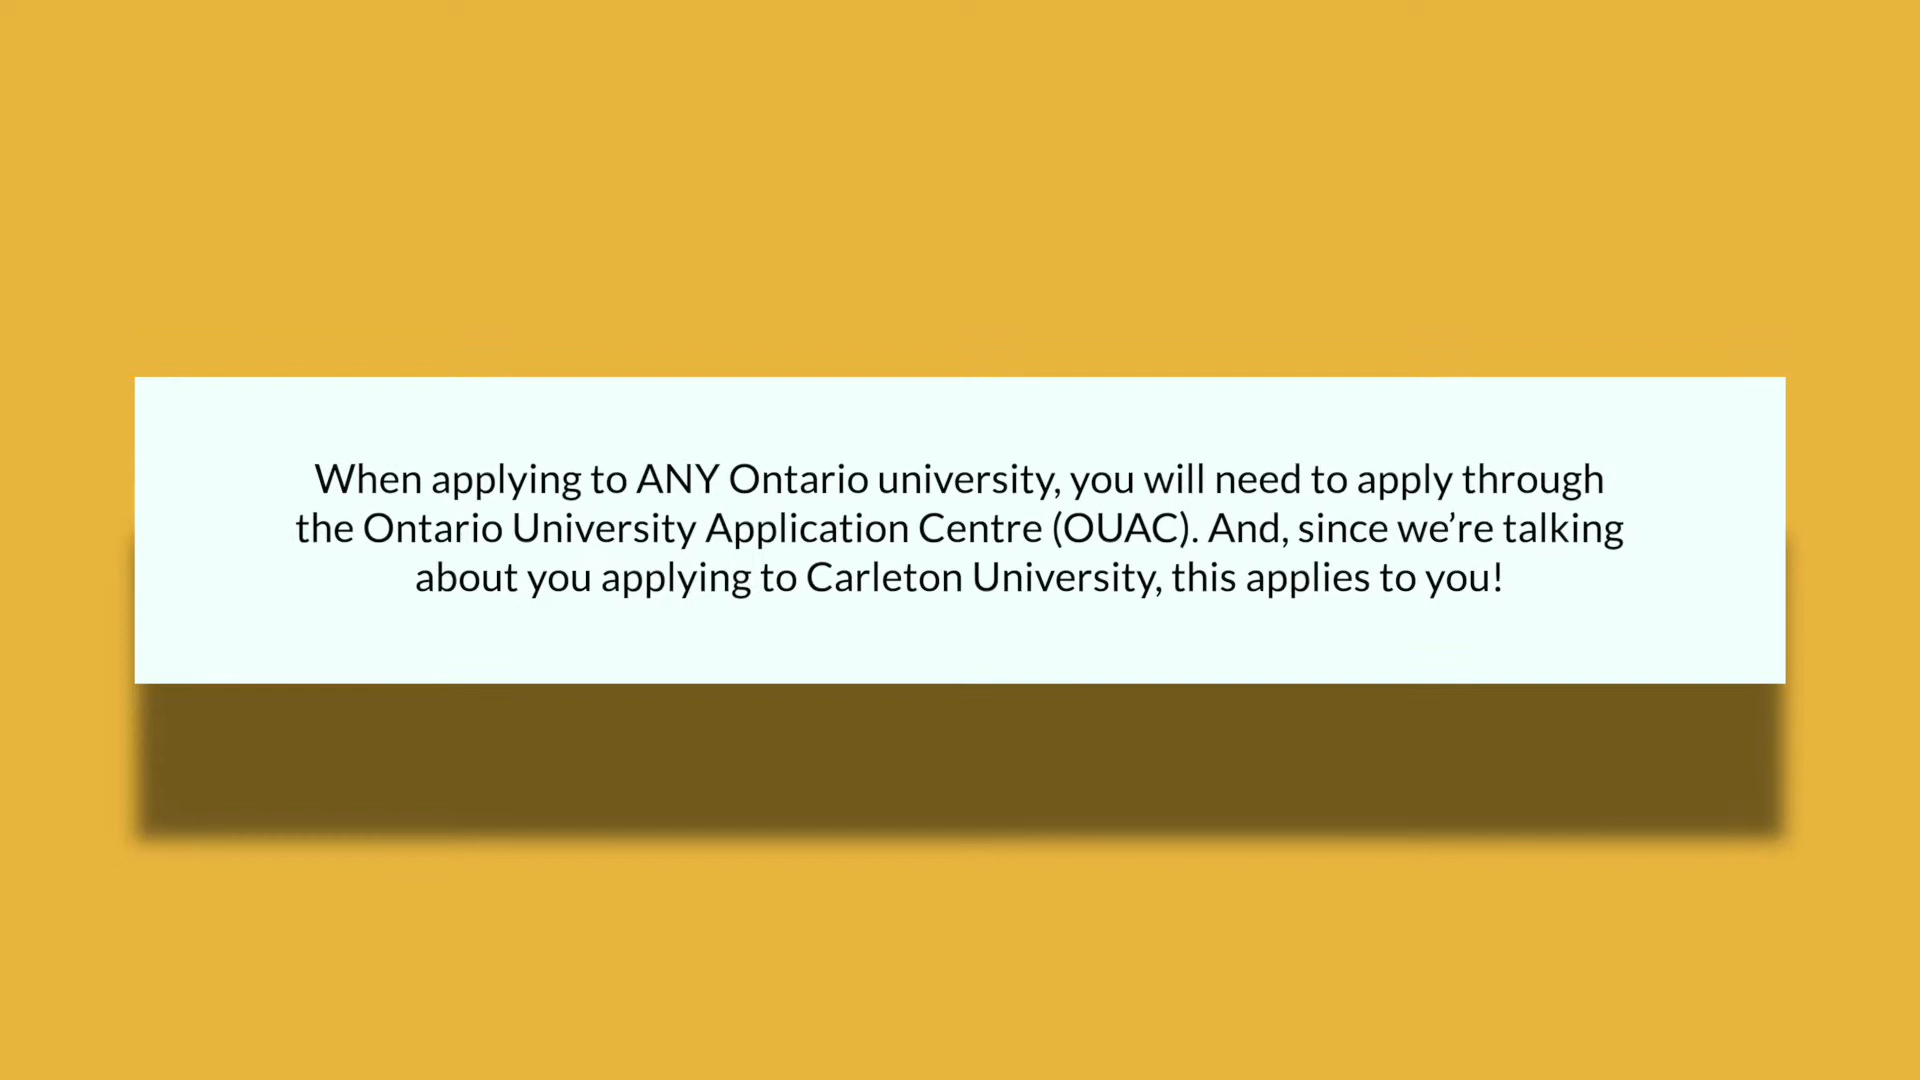 When applying to ANY Ontario university, you will need to apply through
the Ontario University Application Centre (OUAC). And, since we’re talking
about you applying to Carleton University, this applies to you!